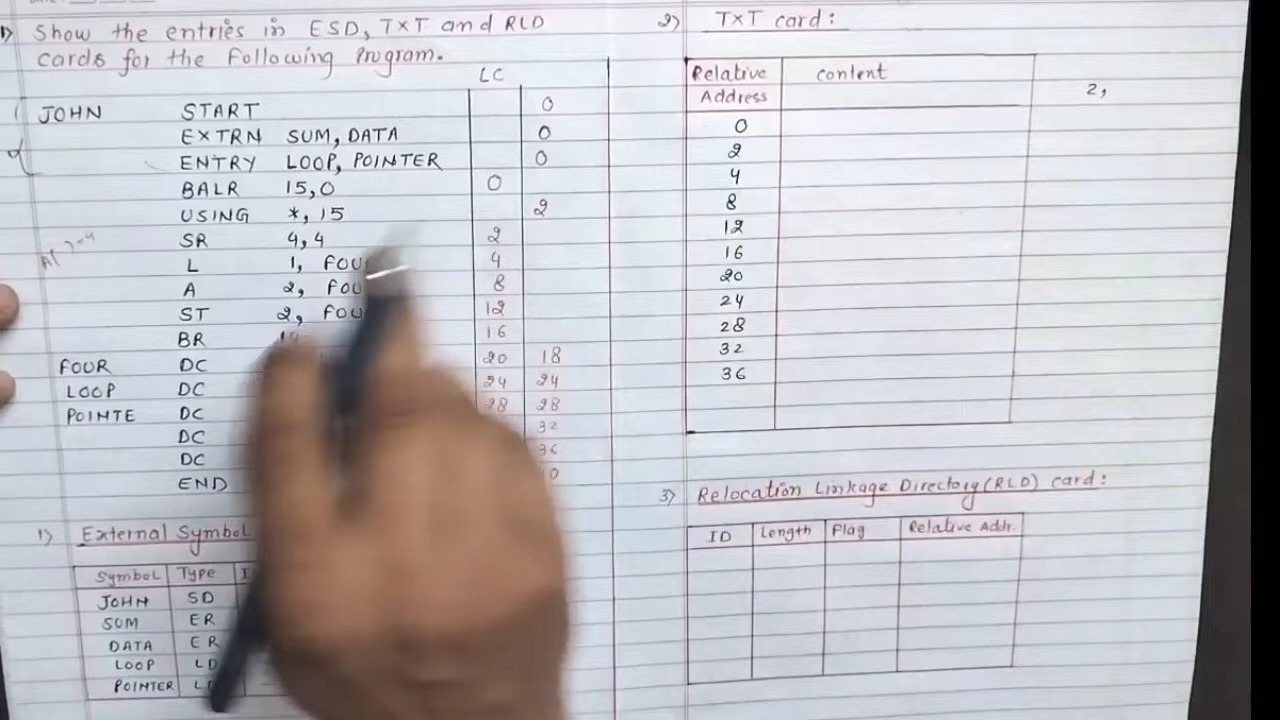 1) Show the entries in ESD, TXT and RLD
cards for the Following Program.
LC
JOHN START 0
EXTRN SUM, DATA 0
ENTRY LOOP, POINTER 0
BALR 15,0 0
USING *, 15 2
SR 4,4 2
L 1, FOU 4
A 2, FOU 8
ST 2, FOU 12
BR 16
FOUR DC 20 18
LOOP DC 24 24
POINTE DC 28 28
DC 32
DC 36
END 0
1) External Symbol
Symbol Type I
JOHN SD
SUM ER
DATA ER
LOOP LD
POINTER L
2) TXT card:
Relative content
Address
2,
0
2
4
8
12
16
20
24
28
32
36
3) Relocation Linkage Directory (RLD) card:
ID Length Flag Relative Addr.